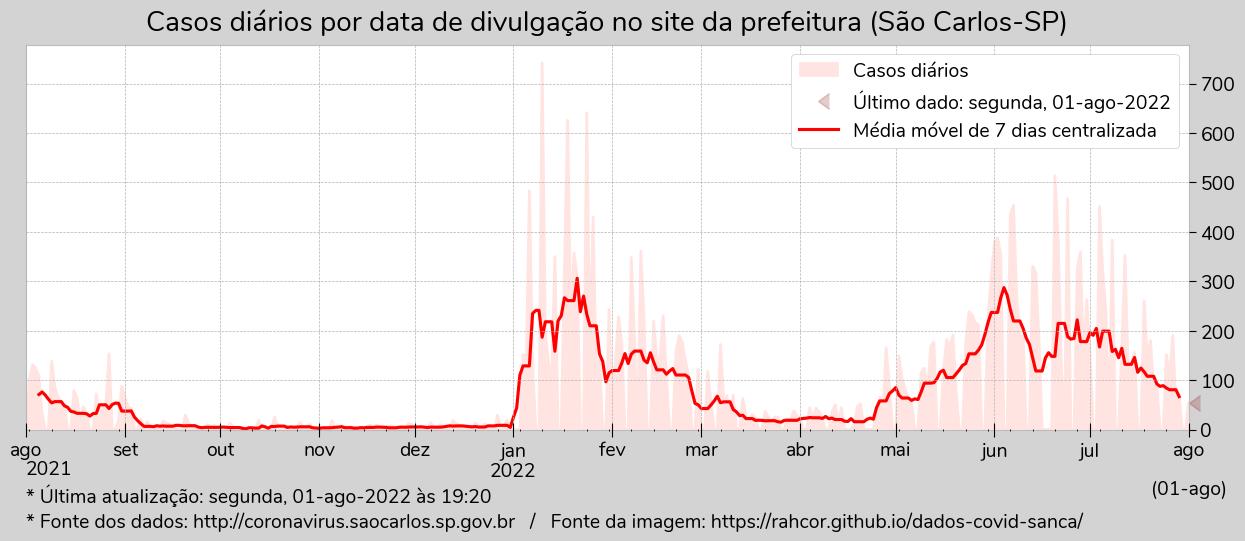 Casos diários por data de divulgação no site da prefeitura (São Carlos-SP)
Casos diários
Último dado: segunda, 01-ago-2022
Média móvel de 7 dias centralizada
700
600
500
400
300
200
100
0
ago set out nov dez jan fev mar abr mai jun jul ago
2021 2022
(01-ago)
* Última atualização: segunda, 01-ago-2022 às 19:20
* Fonte dos dados: http://coronavirus.saocarlos.sp.gov.br / Fonte da imagem: https://rahcor.github.io/dados-covid-sanca/